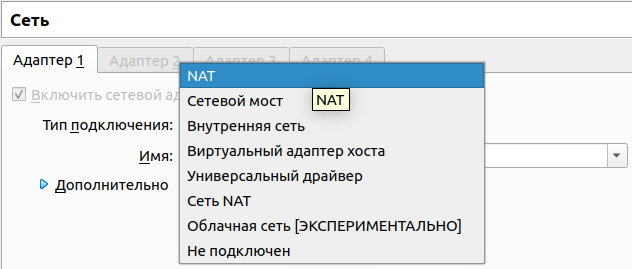 Сеть
Адаптер 1 Адаптер 2 Адаптер 3 Адаптер 4
Включить сетевой ад
Тип подключения:
Имя:
Дополнительно
NAT
Сетевой мост
NAT
Внутренняя сеть
Виртуальный адаптер хоста
Универсальный драйвер
Сеть NAT
Облачная сеть [ЭКСПЕРИМЕНТАЛЬНО]
Не подключен